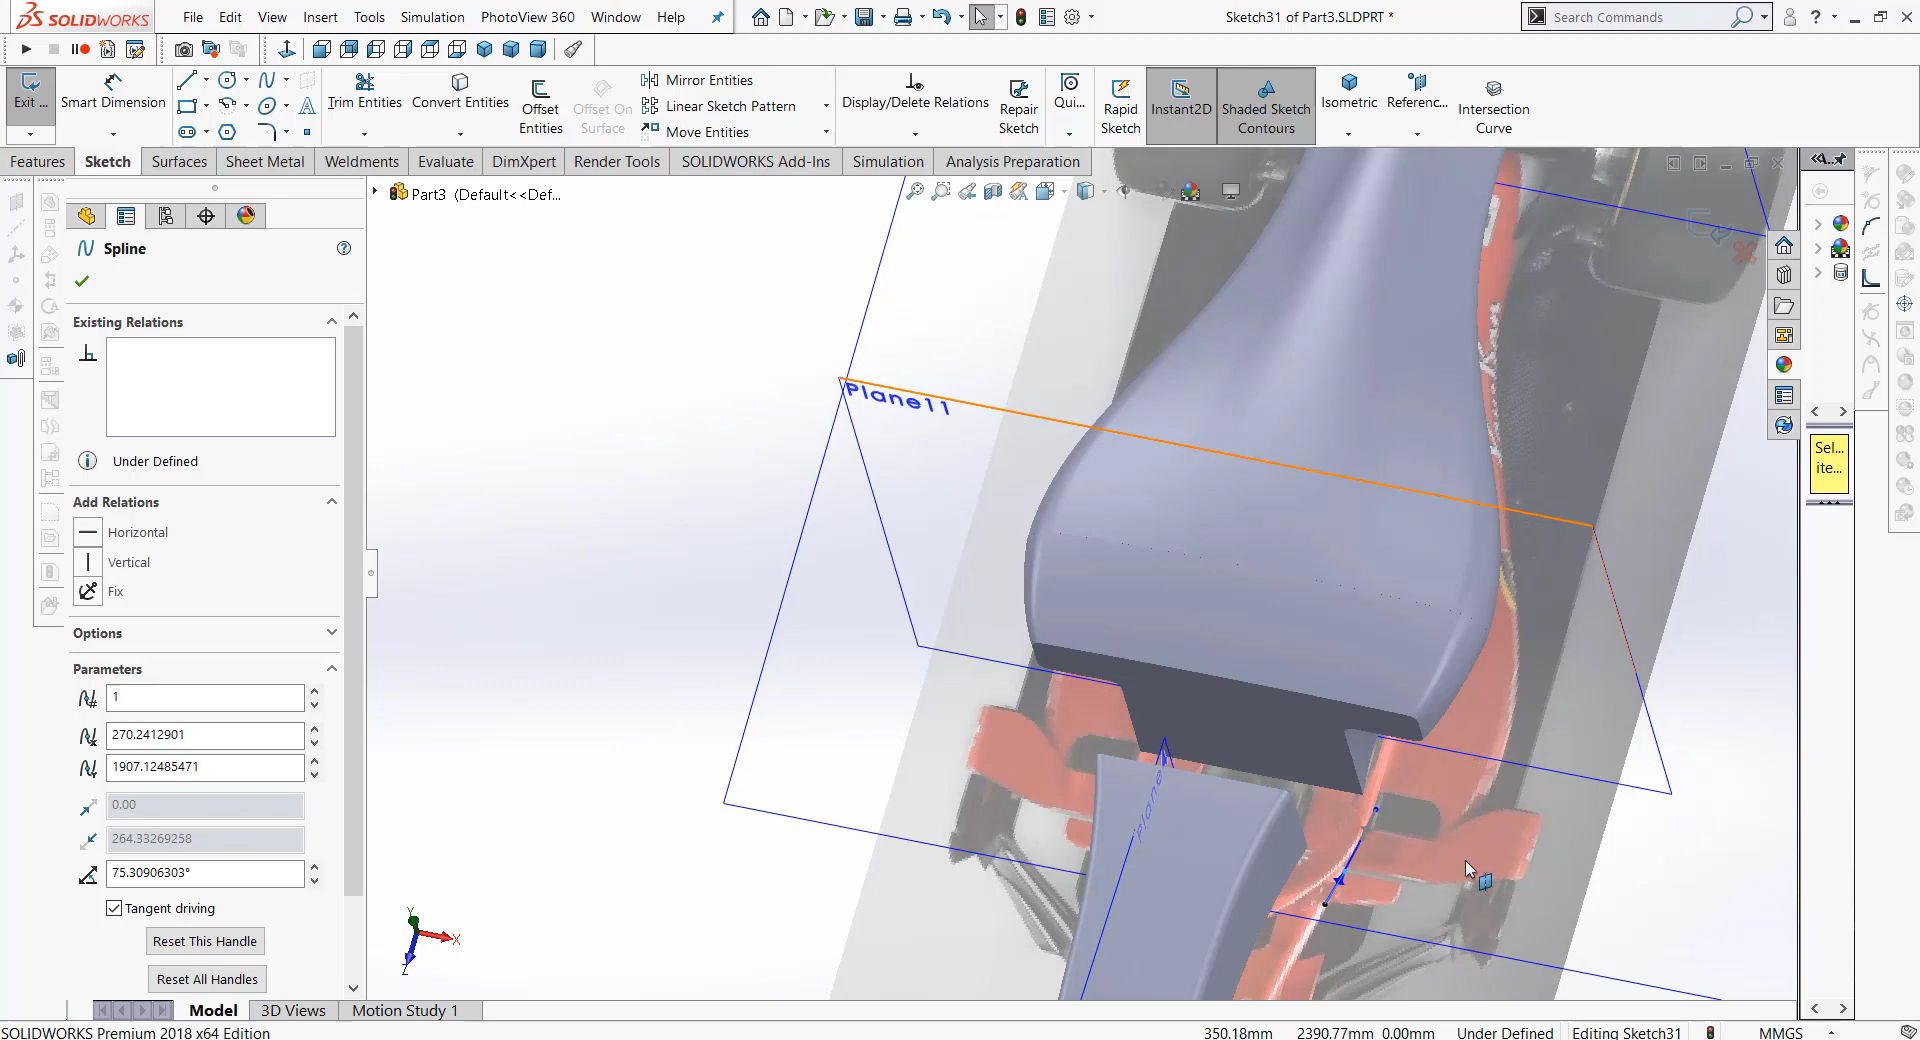 SOLIDWORKS
File Edit View Insert Tools Simulation PhotoView 360 Window Help
Sketch31 of Part3.SLDPRT *
Search Commands
Exit ...
Smart Dimension
Trim Entities
Convert Entities
Offset Entities
Offset On Surface
Mirror Entities
Linear Sketch Pattern
Move Entities
Display/Delete Relations
Repair Sketch
Qui...
Rapid Sketch
Instant2D
Shaded Sketch Contours
Isometric
Referenc...
Intersection Curve
Features Sketch Surfaces Sheet Metal Weldments Evaluate DimXpert Render Tools SOLIDWORKS Add-Ins Simulation Analysis Preparation
Part3 (Default<<Def...
Spline
Existing Relations
Under Defined
Add Relations
Horizontal
Vertical
Fix
Options
Parameters
1
270.2412901
1907.12485471
0.00
264.33269258
75.30906303°
Tangent driving
Reset This Handle
Reset All Handles
Plane11
Plane
Sel...
ite...
Y
X
Z
Model 3D Views Motion Study 1
SOLIDWORKS Premium 2018 x64 Edition
350.18mm 2390.77mm 0.00mm Under Defined Editing Sketch31 MMGS